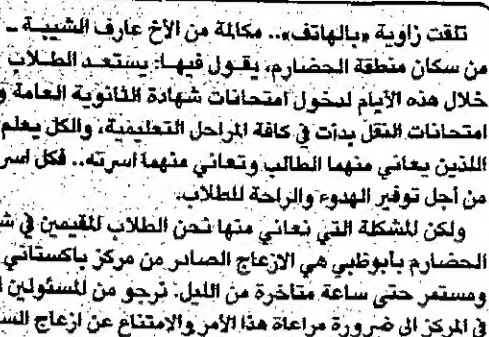 تلقت زاوية «بالهاتف».. مكالمة من الأخ عارف الشيبة ـ
من سكان منطقة الحضارم، يقول فيها: يستعد الطلاب
خلال هذه الأيام لدخول امتحانات شهادة الثانوية العامة و
امتحانات النقل بدأت في كافة المراحل التعليمية، والكل يعلم
اللذين يعاني منهما الطالب وتعاني منهما اسرته.. فكل اسر
من أجل توفير الهدوء والراحة للطلاب.
ولكن المشكلة التي نعاني منها نحن الطلاب المقيمين في ش
الحضارم بأبوظبي هي الازعاج الصادر من مركز باكستاني
ومستمر حتى ساعة متأخرة من الليل. نرجو من المسئولين ا
في المركز الى ضرورة مراعاة هذا الأمر والإمتناع عن ازعاج الس